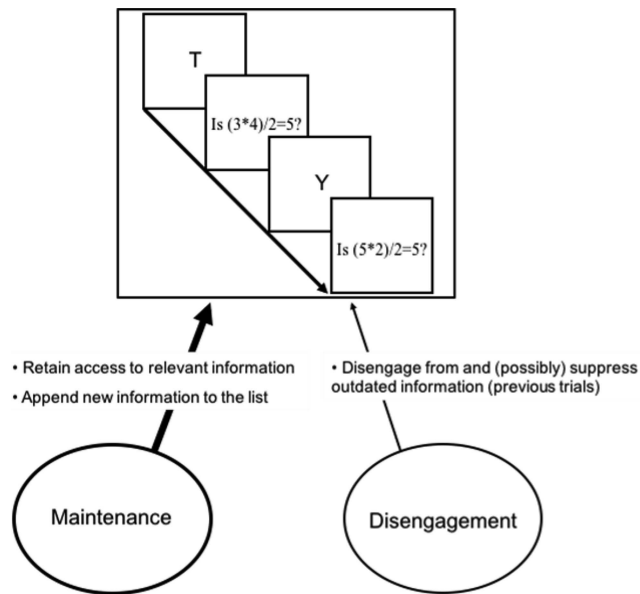 T
Is (3*4)/2=5?
Y
Is (5*2)/2=5?
• Retain access to relevant information
• Append new information to the list
• Disengage from and (possibly) suppress
outdated information (previous trials)
Maintenance
Disengagement